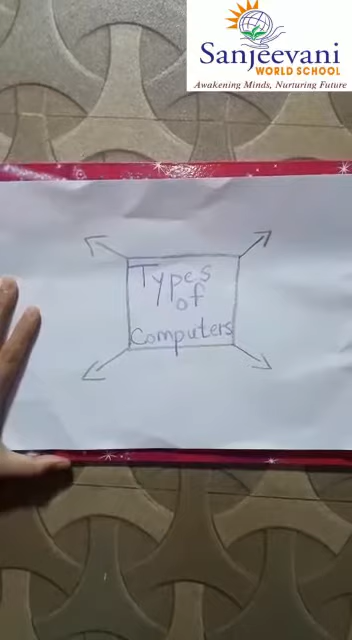 Sanjeevani
WORLD SCHOOL
Awakening Minds, Nurturing Future
Types
of
Computers